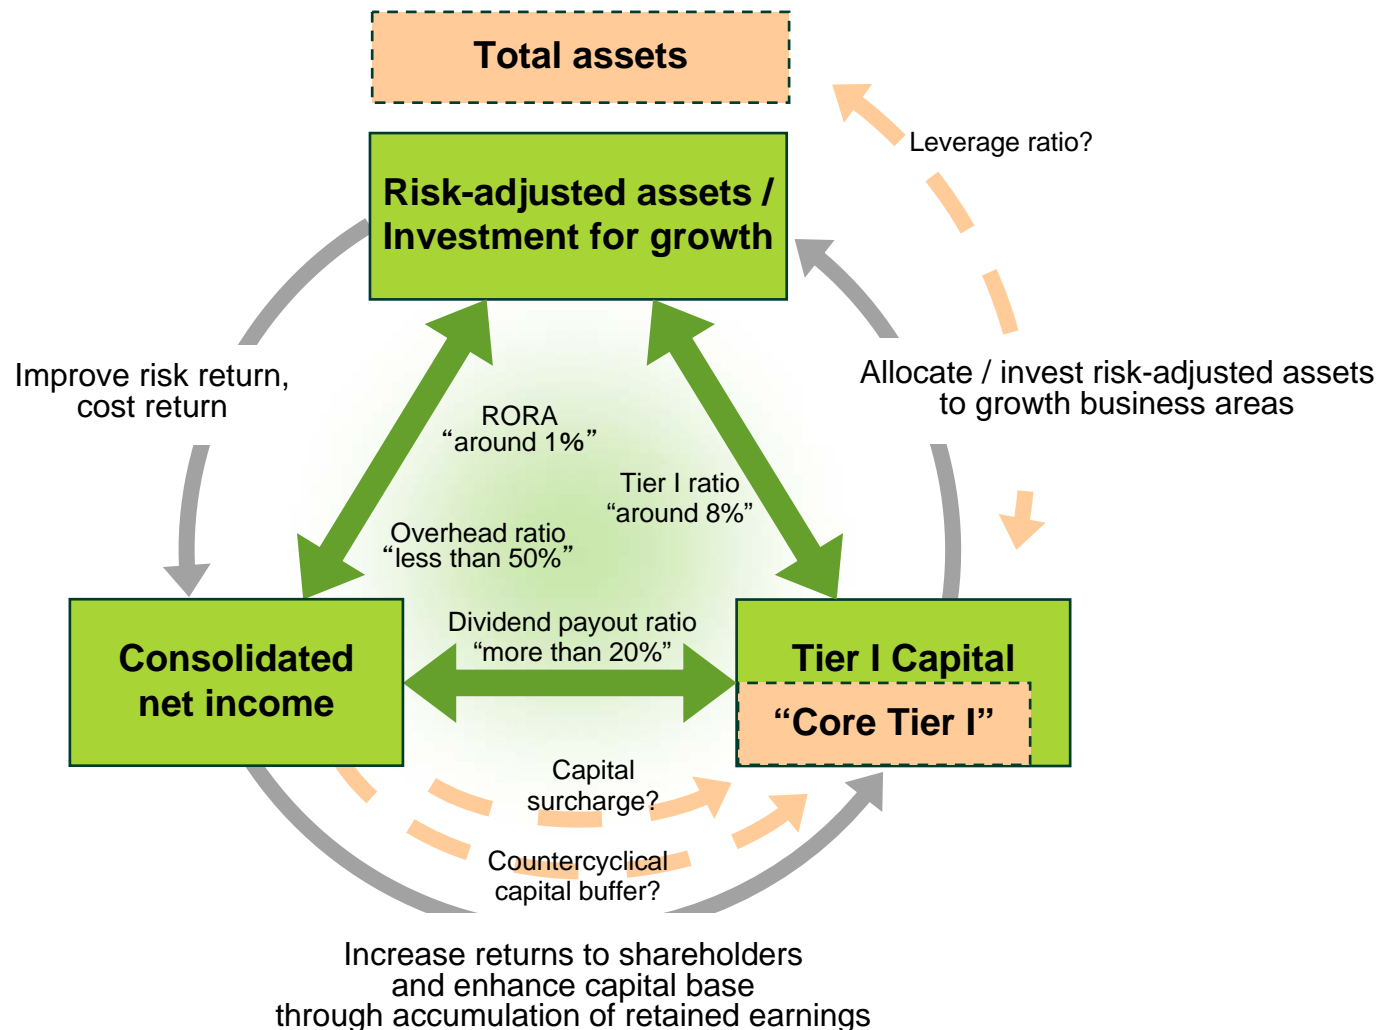 Total assets
Leverage ratio?
Risk-adjusted assets /
Investment for growth
Improve risk return,
cost return
Allocate / invest risk-adjusted assets
to growth business areas
RORA
“around 1%”
Tier I ratio
“around 8%”
Overhead ratio
“less than 50%”
Dividend payout ratio
“more than 20%”
Consolidated
net income
Tier I Capital
“Core Tier I”
Capital
surcharge?
Countercyclical
capital buffer?
Increase returns to shareholders
and enhance capital base
through accumulation of retained earnings